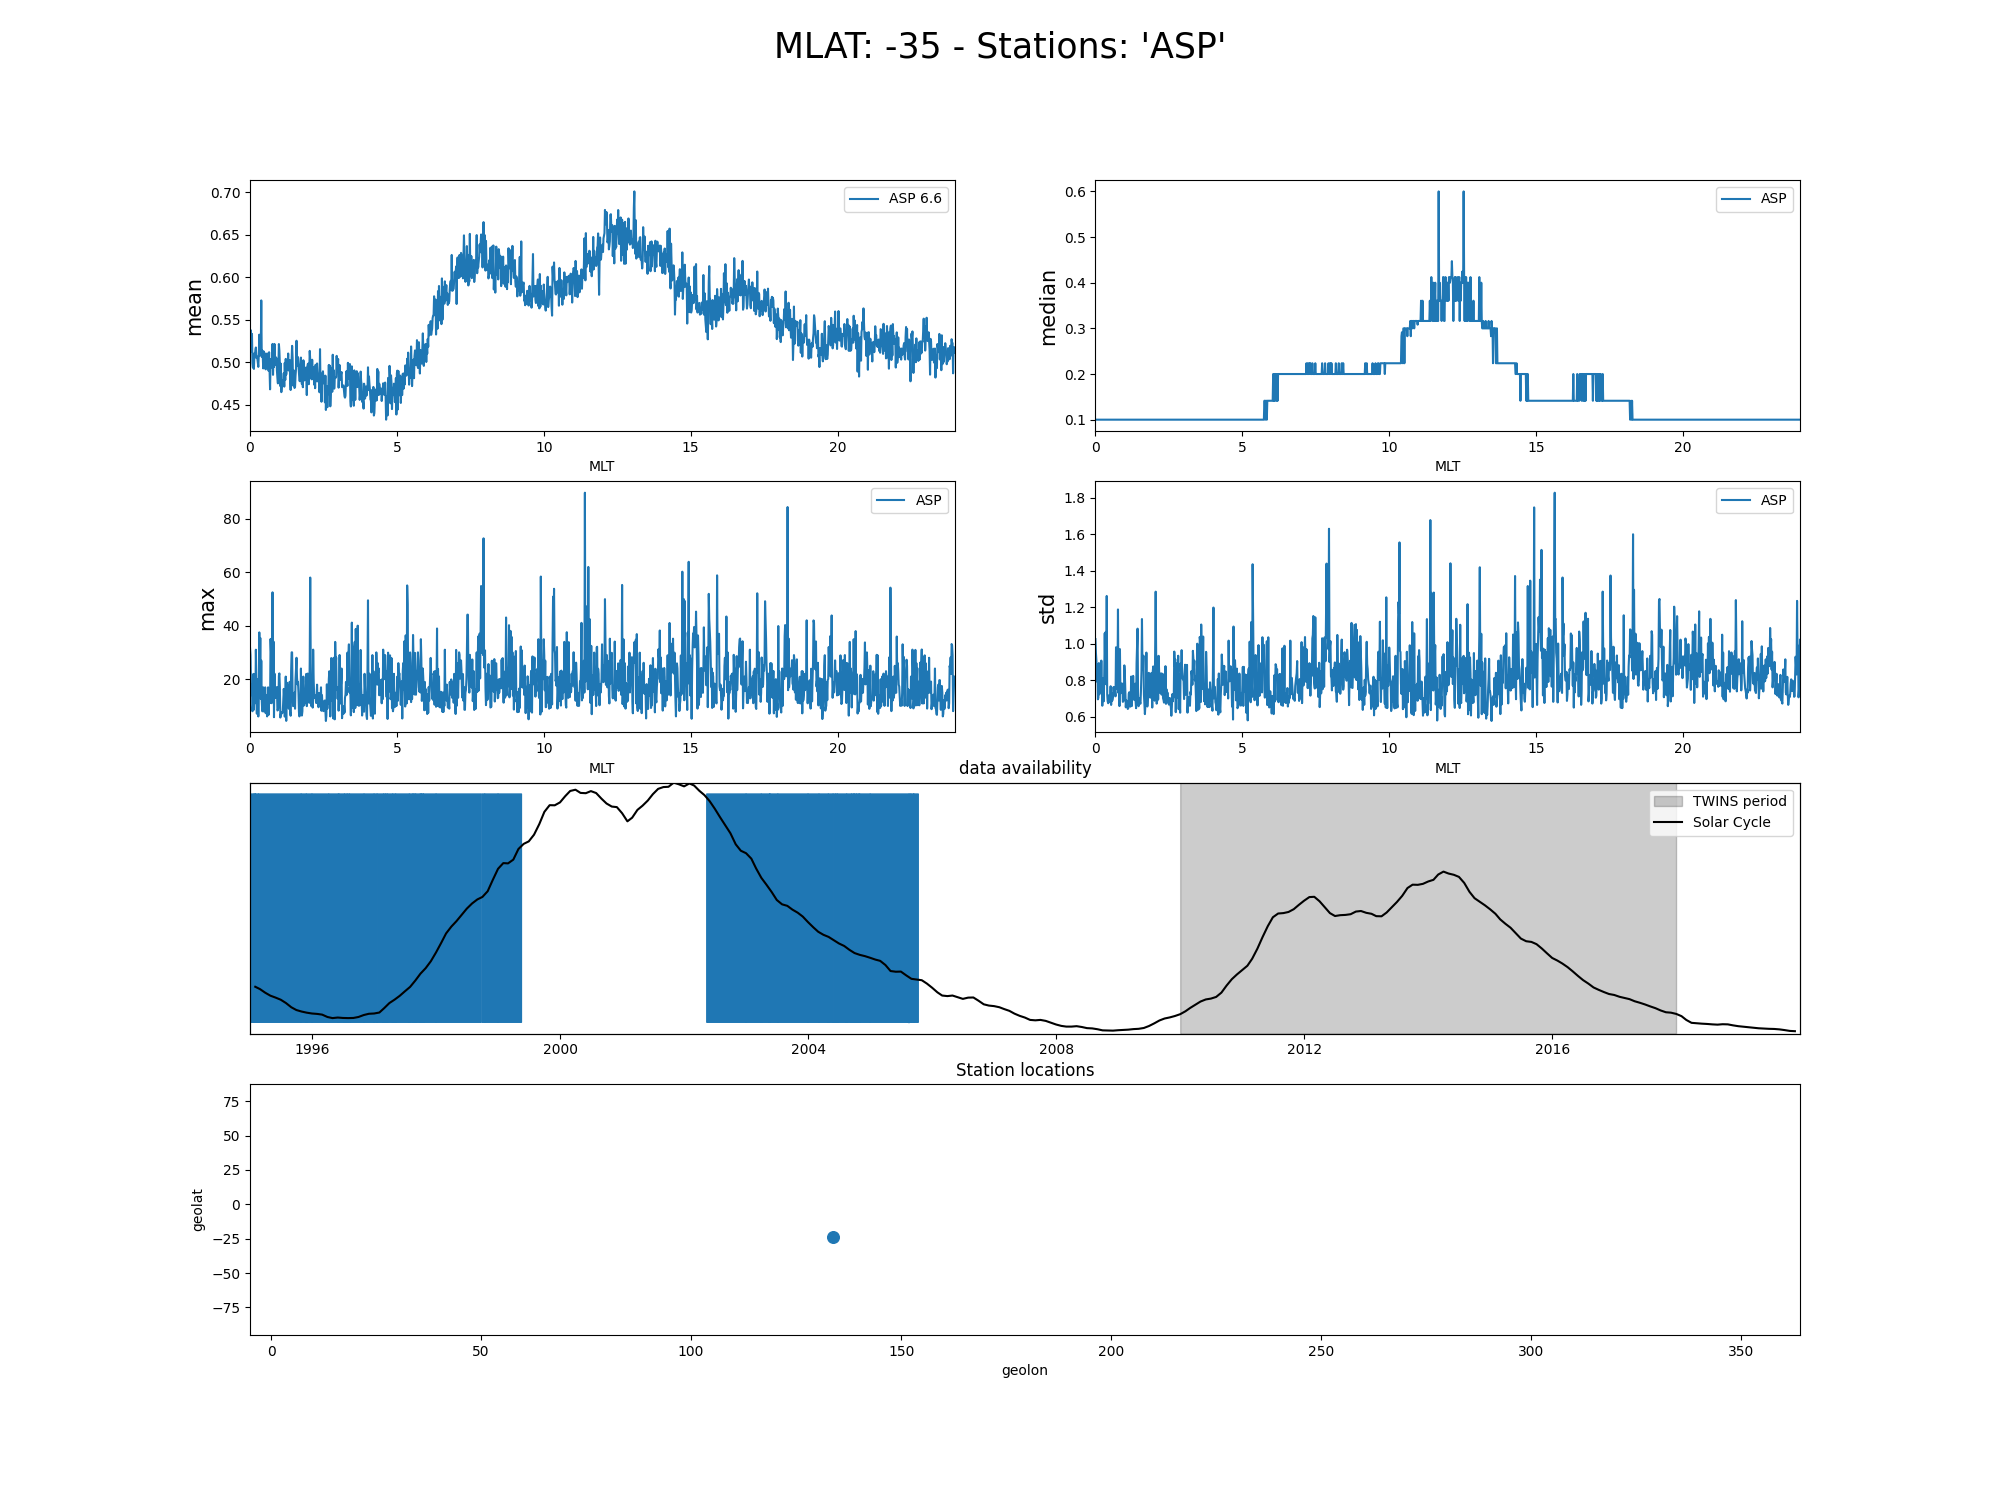 MLAT: -35 - Stations: 'ASP'
mean
0.70
0.65
0.60
0.55
0.50
0.45
ASP 6.6
0 5 10 15 20
MLT
median
0.6
0.5
0.4
0.3
0.2
0.1
ASP
0 5 10 15 20
MLT
max
80
60
40
20
ASP
0 5 10 15 20
MLT
std
1.8
1.6
1.4
1.2
1.0
0.8
0.6
ASP
0 5 10 15 20
MLT
data availability
TWINS period
Solar Cycle
1996 2000 2004 2008 2012 2016
Station locations
geolat
75
50
25
0
−25
−50
−75
0 50 100 150 200 250 300 350
geolon